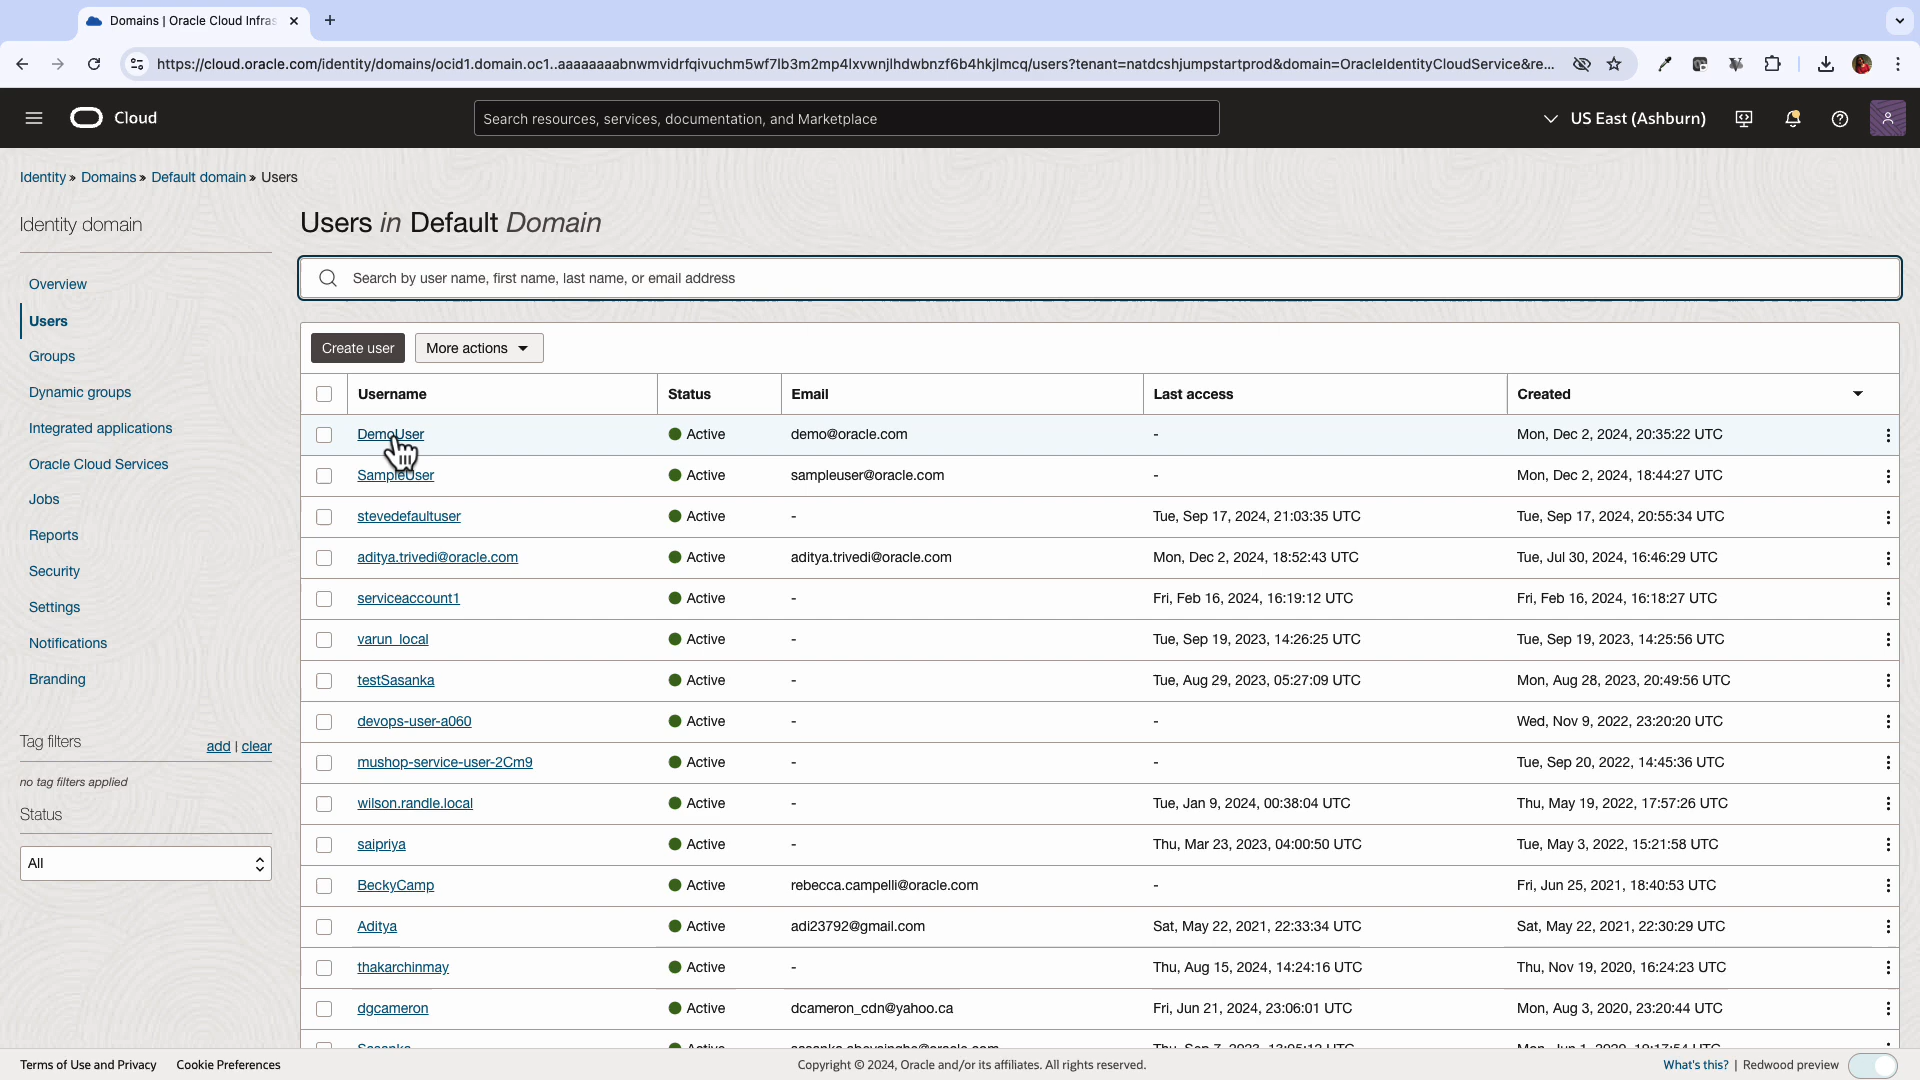 Domains | Oracle Cloud Infras
https://cloud.oracle.com/identity/domains/ocid1.domain.oc1..aaaaaaaabnwmvidrfqivuchm5wf7lb3m2mp4lxvwnjlhdwbnzf6b4hkjlmcq/users?tenant=natdcshjumpstartprod&domain=OracleIdentityCloudService&re...
Cloud
Search resources, services, documentation, and Marketplace
US East (Ashburn)
Identity » Domains » Default domain » Users
Identity domain
Overview
Users
Groups
Dynamic groups
Integrated applications
Oracle Cloud Services
Jobs
Reports
Security
Settings
Notifications
Branding
Tag filters
add | clear
no tag filters applied
Status
All
Users in Default Domain
Search by user name, first name, last name, or email address
Create user More actions
Username Status Email Last access Created
DemoUser Active demo@oracle.com - Mon, Dec 2, 2024, 20:35:22 UTC
SampleUser Active sampleuser@oracle.com - Mon, Dec 2, 2024, 18:44:27 UTC
stevedefaultuser Active - Tue, Sep 17, 2024, 21:03:35 UTC Tue, Sep 17, 2024, 20:55:34 UTC
aditya.trivedi@oracle.com Active aditya.trivedi@oracle.com Mon, Dec 2, 2024, 18:52:43 UTC Tue, Jul 30, 2024, 16:46:29 UTC
serviceaccount1 Active - Fri, Feb 16, 2024, 16:19:12 UTC Fri, Feb 16, 2024, 16:18:27 UTC
varun_local Active - Tue, Sep 19, 2023, 14:26:25 UTC Tue, Sep 19, 2023, 14:25:56 UTC
testSasanka Active - Tue, Aug 29, 2023, 05:27:09 UTC Mon, Aug 28, 2023, 20:49:56 UTC
devops-user-a060 Active - - Wed, Nov 9, 2022, 23:20:20 UTC
mushop-service-user-2Cm9 Active - - Tue, Sep 20, 2022, 14:45:36 UTC
wilson.randle.local Active - Tue, Jan 9, 2024, 00:38:04 UTC Thu, May 19, 2022, 17:57:26 UTC
saipriya Active - Thu, Mar 23, 2023, 04:00:50 UTC Tue, May 3, 2022, 15:21:58 UTC
BeckyCamp Active rebecca.campelli@oracle.com - Fri, Jun 25, 2021, 18:40:53 UTC
Aditya Active adi23792@gmail.com Sat, May 22, 2021, 22:33:34 UTC Sat, May 22, 2021, 22:30:29 UTC
thakarchinmay Active - Thu, Aug 15, 2024, 14:24:16 UTC Thu, Nov 19, 2020, 16:24:23 UTC
dgcameron Active dcameron_cdn@yahoo.ca Fri, Jun 21, 2024, 23:06:01 UTC Mon, Aug 3, 2020, 23:20:44 UTC
Terms of Use and Privacy Cookie Preferences
Copyright © 2024, Oracle and/or its affiliates. All rights reserved.
What's this? | Redwood preview